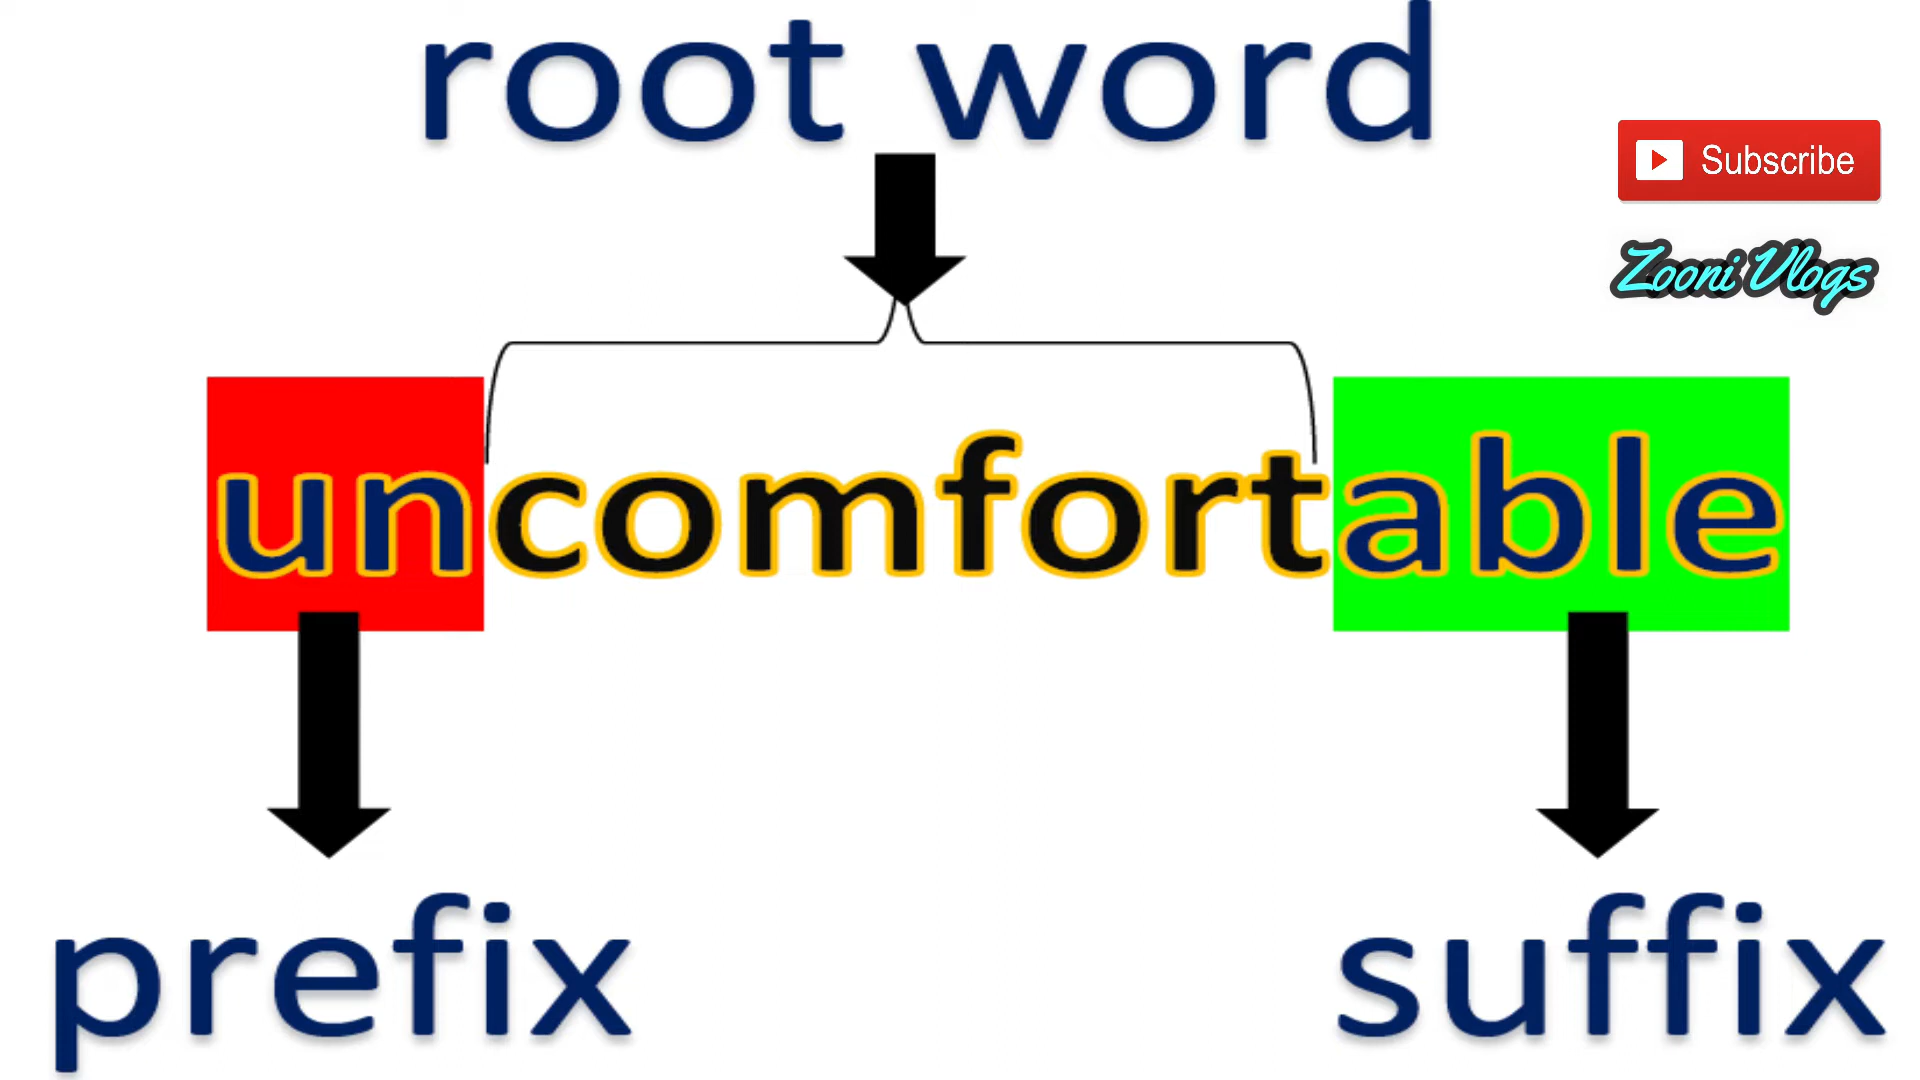 root word
Subscribe
Zooni Vlogs
uncomfortable
prefix
suffix